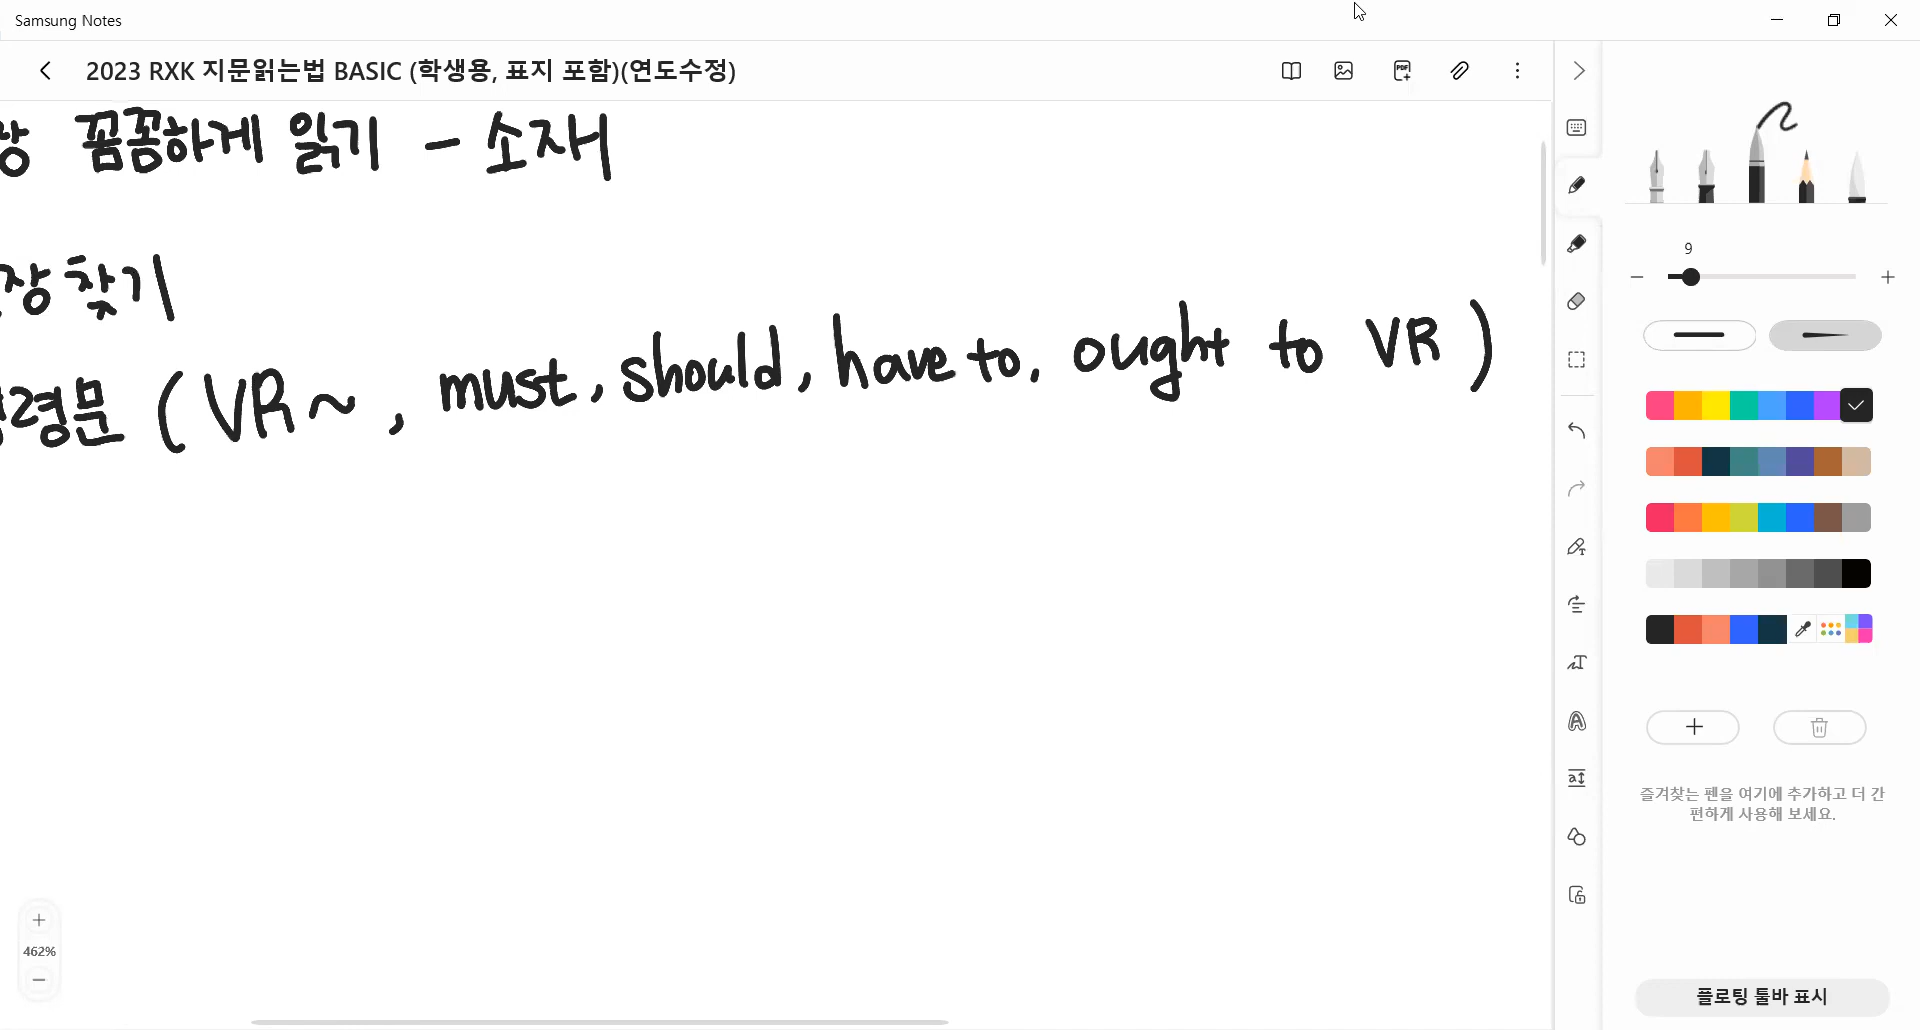 Samsung Notes
2023 RXK 지문읽는법 BASIC (학생용, 표지 포함)(연도수정)
꼼꼼하게 읽기 - 소재
장 찾기
령문 (VR~, must, should, have to, ought to VR)
9
즐겨찾는 펜을 여기에 추가하고 더 간
편하게 사용해 보세요.
462%
플로팅 툴바 표시